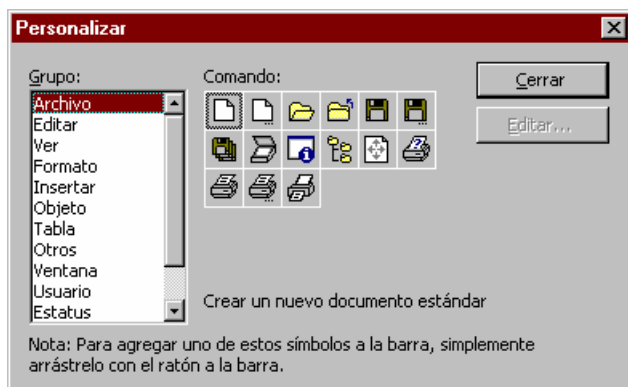 Personalizar
Grupo:
Comando:
Cerrar
Editar...
Archivo
Editar
Ver
Formato
Insertar
Objeto
Tabla
Otros
Ventana
Usuario
Estatus
Crear un nuevo documento estándar
Nota: Para agregar uno de estos símbolos a la barra, simplemente
arrástrelo con el ratón a la barra.